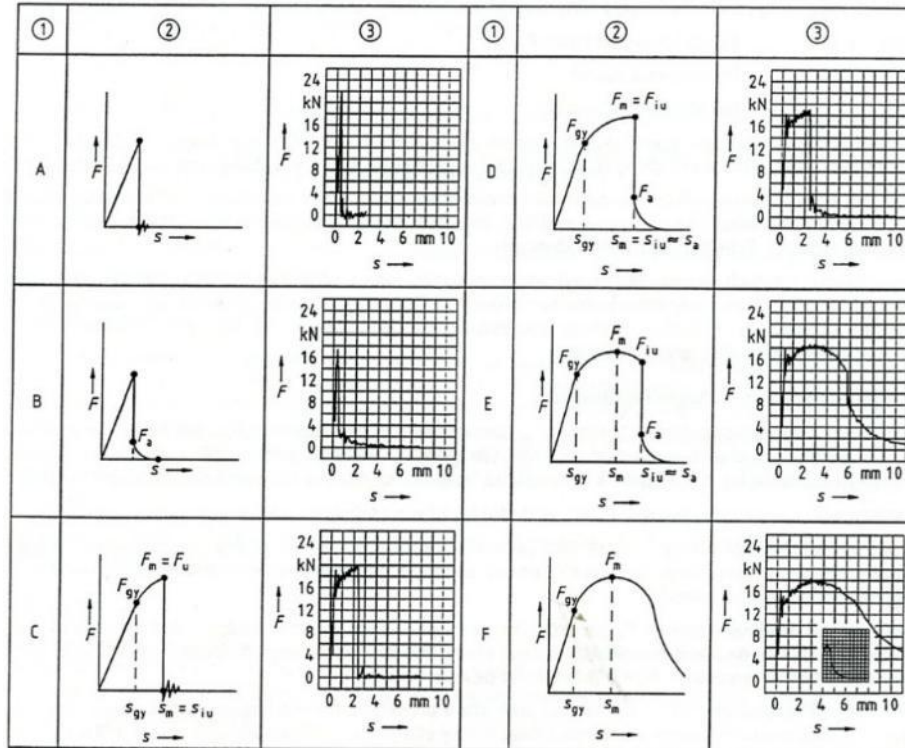 ① ② ③ ① ② ③
A
F
s
24
kN
16
12
8
4
0
0 2 4 6 mm 10
s
D
F
F_gy
F_m = F_iu
F_a
s_gy s_m = s_iu ≈ s_a
s
24
kN
16
12
8
4
0
0 2 4 6 mm 10
s
B
F
F_a
s
24
kN
16
12
8
4
0
0 2 4 6 mm 10
s
E
F
F_gy
F_m
F_iu
F_a
s_gy s_m s_iu ≈ s_a
s
24
kN
16
12
8
4
0
0 2 4 6 mm 10
s
C
F
F_gy
F_m = F_u
s_gy s_m = s_iu
s
24
kN
16
12
8
4
0
0 2 4 6 mm 10
s
F
F
F_gy
F_m
s_gy s_m
s
24
kN
16
12
8
4
0
0 2 4 mm 10
s